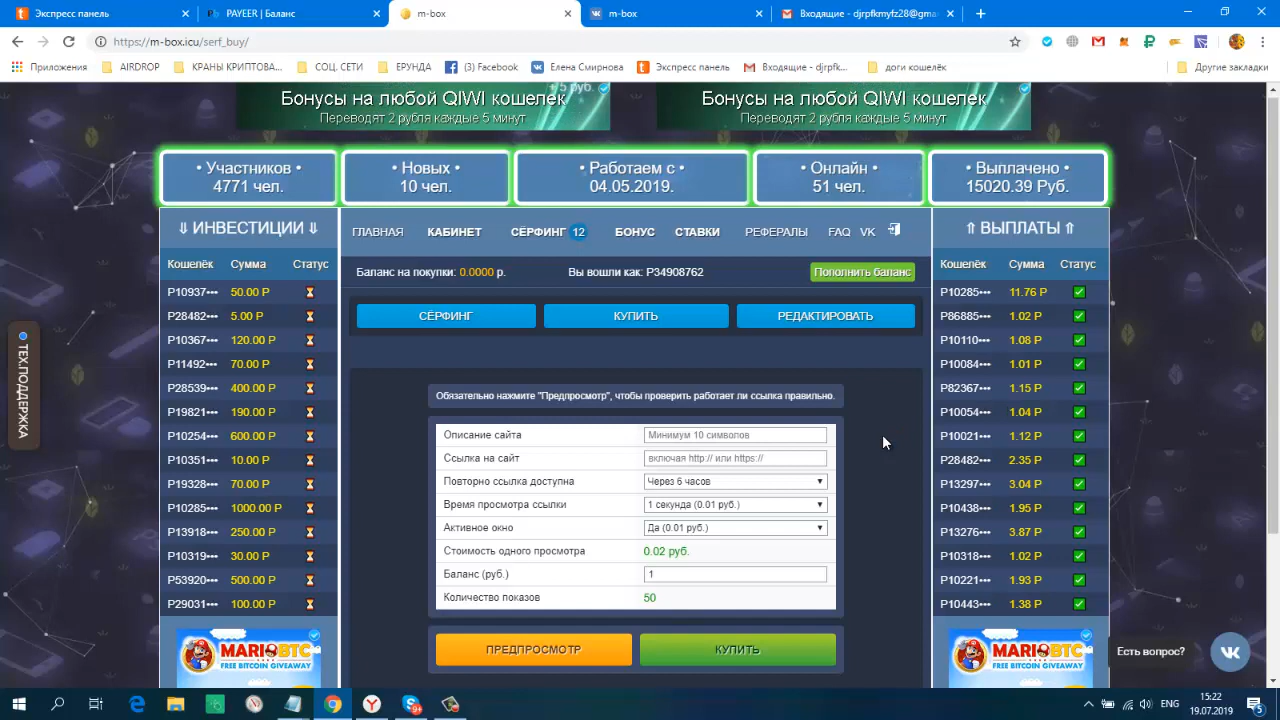 Экспресс панель
PAYEER | Баланс
m-box
m-box
Входящие - djrpfkmyfz28@gma
https://m-box.icu/serf_buy/
Приложения
AIRDROP
КРАНЫ КРИПТОВА...
СОЦ. СЕТИ
ЕРУНДА
(3) Facebook
Елена Смирнова
Экспресс панель
Входящие - djrpfk...
доги кошелёк
Другие закладки
Бонусы на любой QIWI кошелек
Переводят 2 рубля каждые 5 минут
Бонусы на любой QIWI кошелек
Переводят 2 рубля каждые 5 минут
• Участников •
4771 чел.
• Новых •
10 чел.
• Работаем с •
04.05.2019.
• Онлайн •
51 чел.
• Выплачено •
15020.39 Руб.
⇓ ИНВЕСТИЦИИ ⇓
Кошелёк Сумма Статус
P10937••• 50.00 Р
P28482••• 5.00 Р
P10367••• 120.00 Р
P11492••• 70.00 Р
P28539••• 400.00 Р
P19821••• 190.00 Р
P10254••• 600.00 Р
P10351••• 10.00 Р
P19328••• 70.00 Р
P10285••• 1000.00 Р
P13918••• 250.00 Р
P10319••• 30.00 Р
P53920••• 500.00 Р
P29031••• 100.00 Р
MARIOBTC
FREE BITCOIN GIVEAWAY
ГЛАВНАЯ
КАБИНЕТ
СЁРФИНГ 12
БОНУС
СТАВКИ
РЕФЕРАЛЫ
FAQ
VK
Баланс на покупки: 0.0000 р.
Вы вошли как: P34908762
Пополнить баланс
СЁРФИНГ
КУПИТЬ
РЕДАКТИРОВАТЬ
Обязательно нажмите "Предпросмотр", чтобы проверить работает ли ссылка правильно.
Описание сайта Минимум 10 символов
Ссылка на сайт включая http:// или https://
Повторно ссылка доступна Через 6 часов
Время просмотра ссылки 1 секунда (0.01 руб.)
Активное окно Да (0.01 руб.)
Стоимость одного просмотра 0.02 руб.
Баланс (руб.) 1
Количество показов 50
ПРЕДПРОСМОТР
КУПИТЬ
⇑ ВЫПЛАТЫ ⇑
Кошелёк Сумма Статус
P10285••• 11.76 Р
P86885••• 1.02 Р
P10110••• 1.08 Р
P10084••• 1.01 Р
P82367••• 1.15 Р
P10054••• 1.04 Р
P10021••• 1.12 Р
P28482••• 2.35 Р
P13297••• 3.04 Р
P10438••• 1.95 Р
P13276••• 3.87 Р
P10318••• 1.02 Р
P10221••• 1.93 Р
P10443••• 1.38 Р
MARIOBTC
FREE BITCOIN GIVEAWAY
ТЕХ.ПОДДЕРЖКА
Есть вопрос?
ENG
15:22
19.07.2019
5